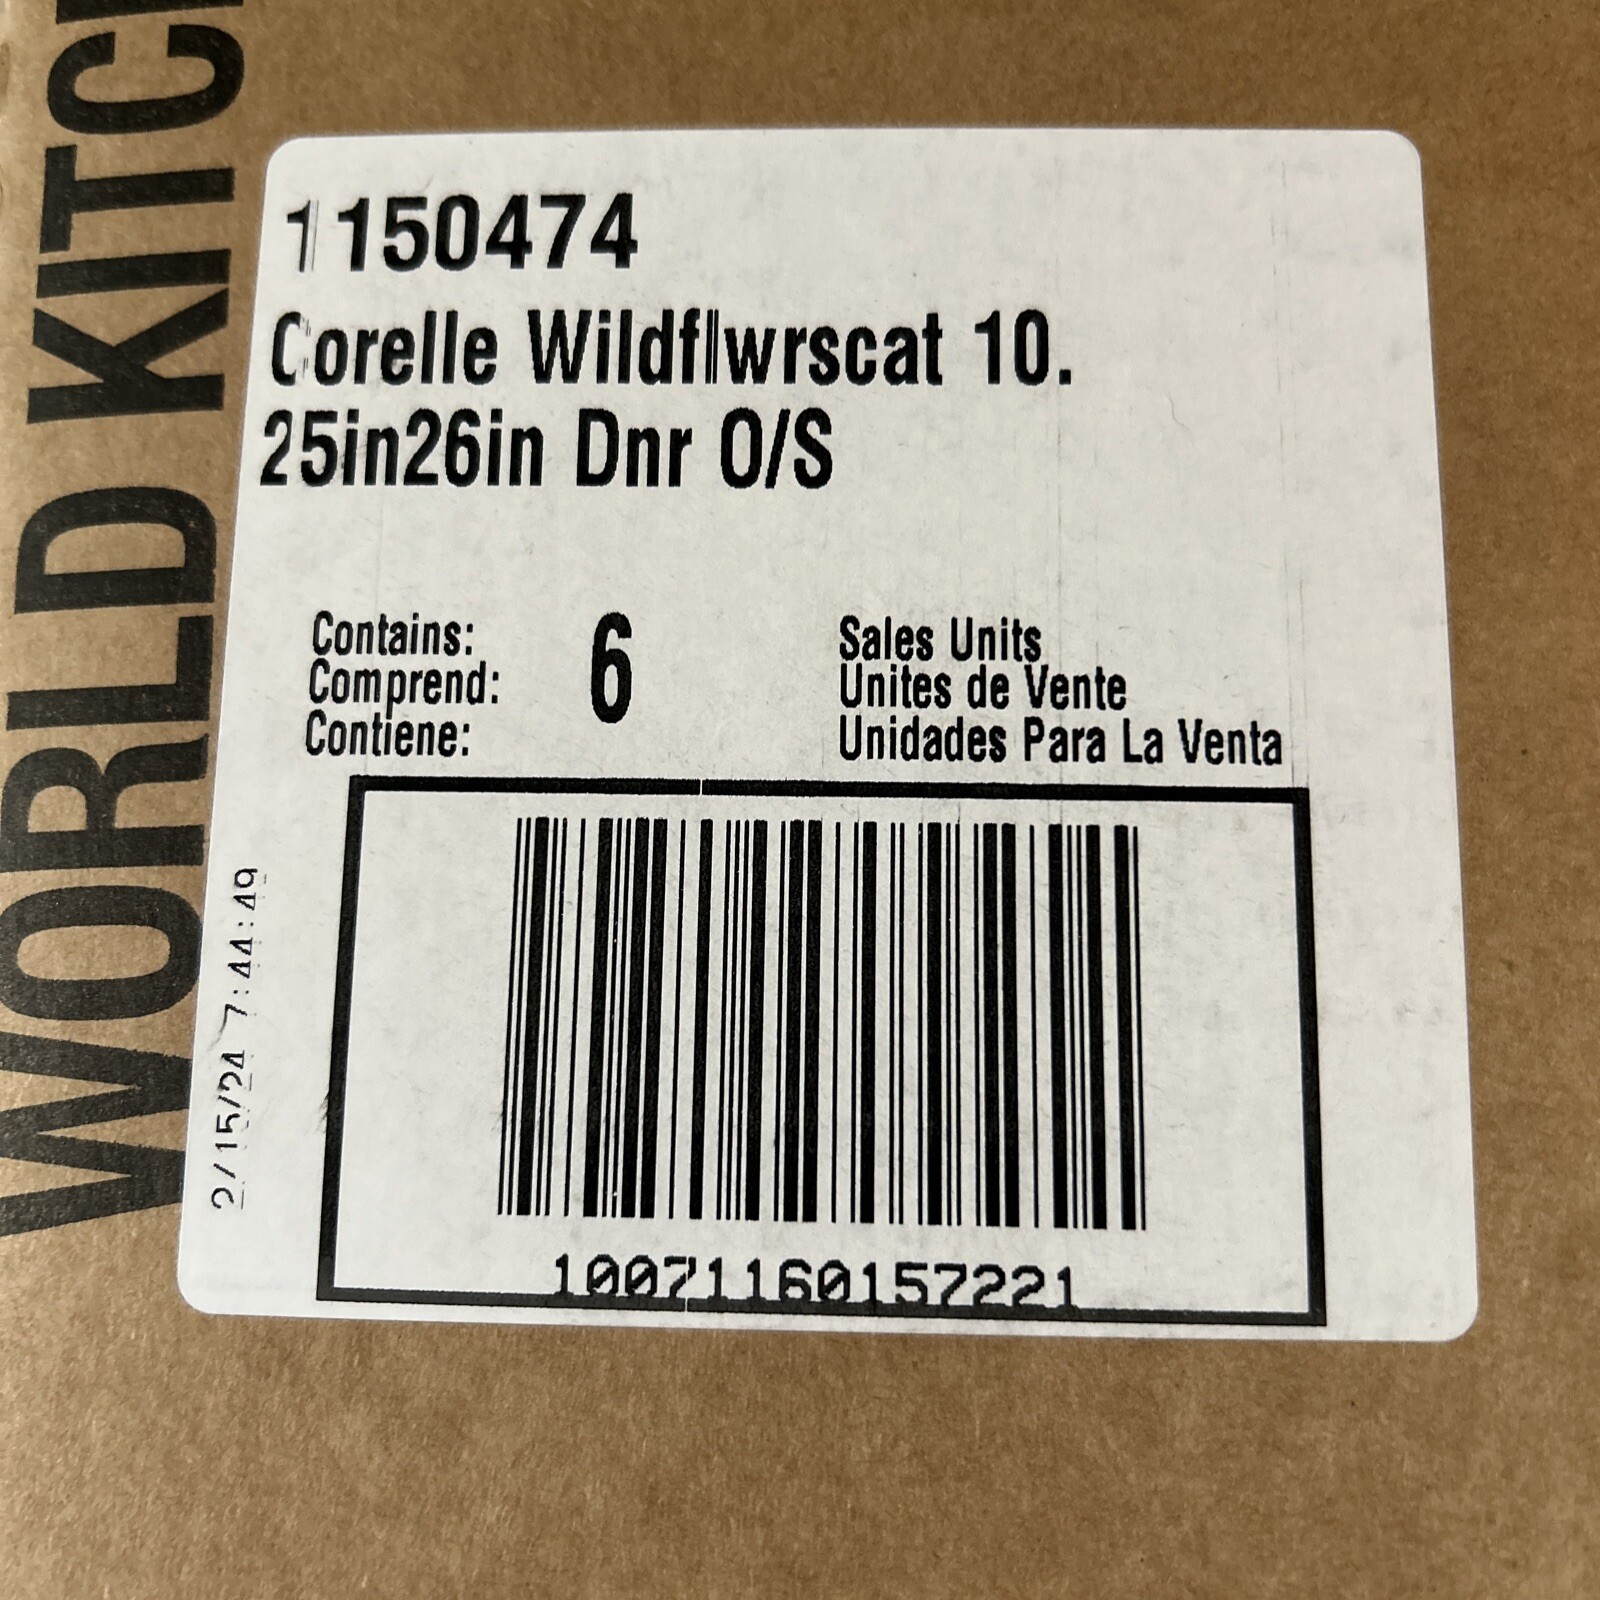 WORLD KITC
1150474
Corelle Wildflwrscat 10.
25in26in Dnr O/S
Contains:
Comprend:
Contiene:
6
Sales Units
Unites de Vente
Unidades Para La Venta
2/15/24 7:44:49
10071160157221